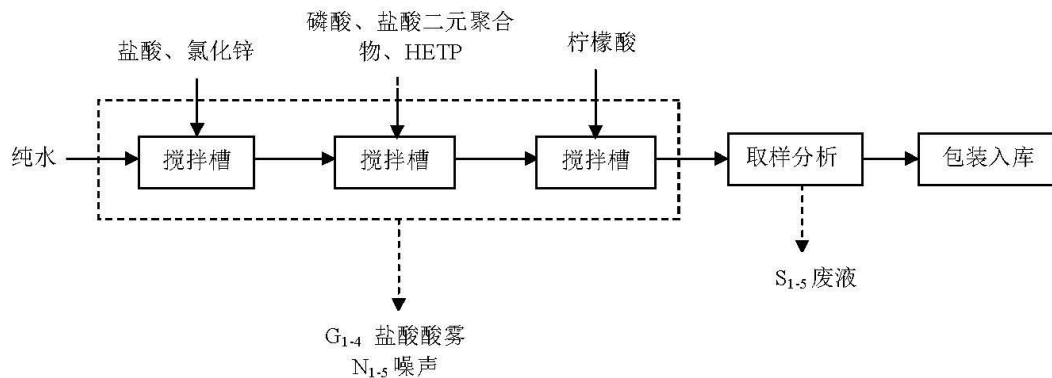 磷酸、盐酸二元聚合
物、HETP
盐酸、氯化锌
柠檬酸
纯水
搅拌槽
搅拌槽
搅拌槽
取样分析
包装入库
S₁₋₅废液
G₁₋₄ 盐酸酸雾
N₁₋₅噪声